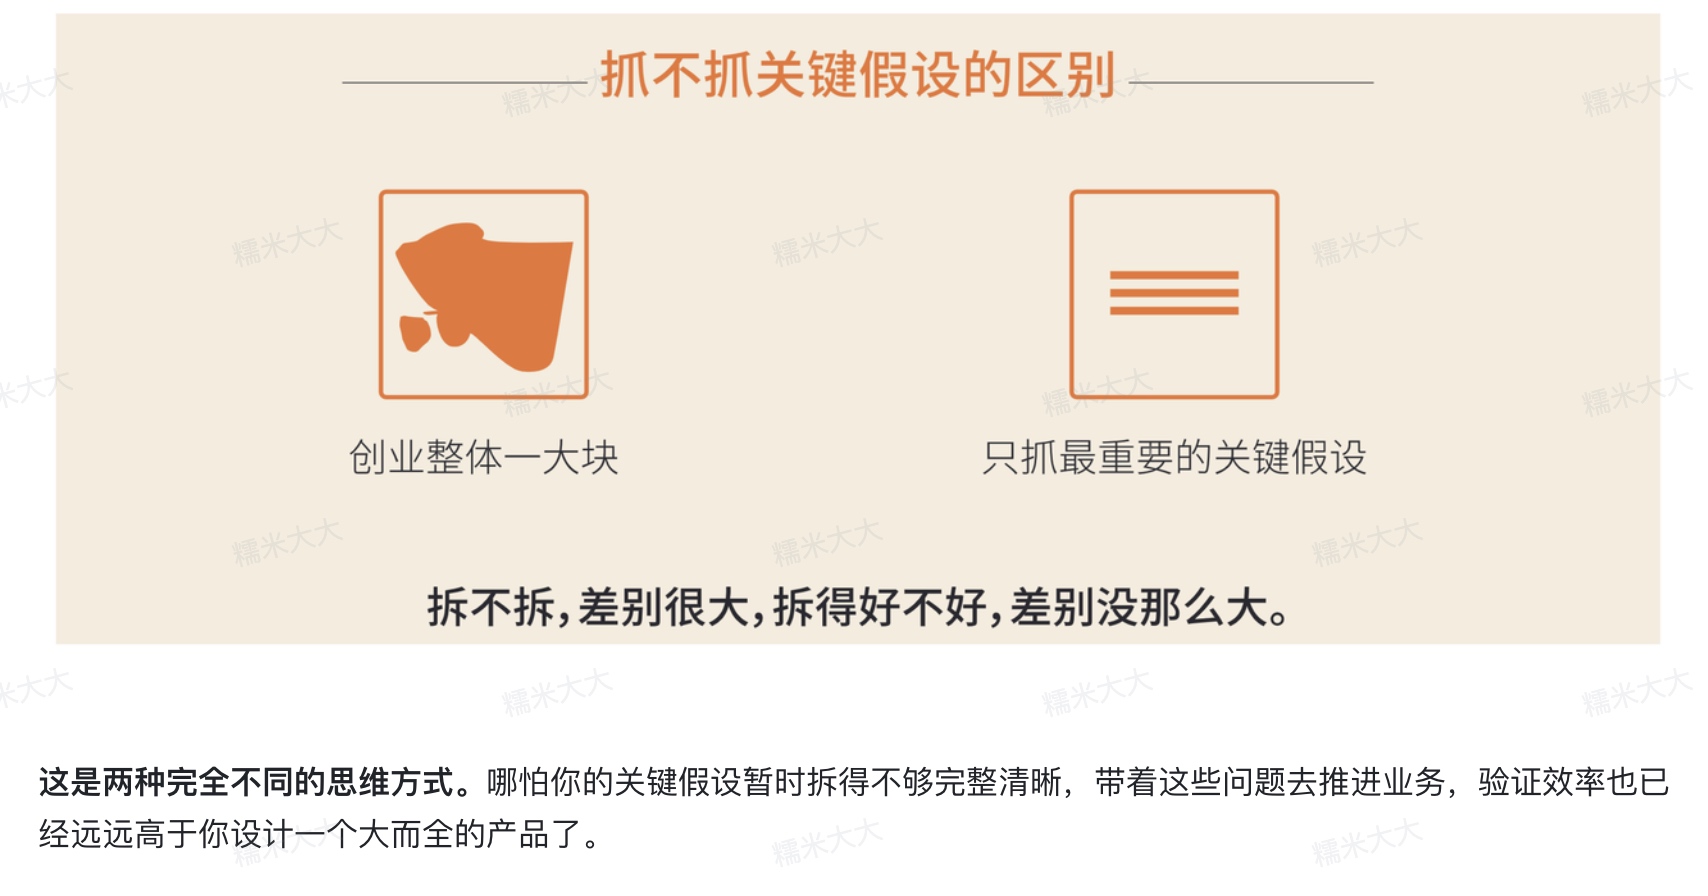 抓不抓关键假设的区别
创业整体一大块
只抓最重要的关键假设
拆不拆，差别很大，拆得好不好，差别没那么大。
这是两种完全不同的思维方式。哪怕你的关键假设暂时拆得不够完整清晰，带着这些问题去推进业务，验证效率也已
经远远高于你设计一个大而全的产品了。
糯米大大